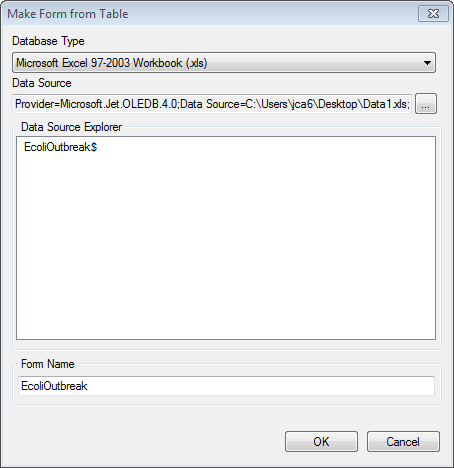 Make Form from Table
Database Type
Microsoft Excel 97-2003 Workbook (.xls)
Data Source
Provider=Microsoft.Jet.OLEDB.4.0;Data Source=C:\Users\jca6\Desktop\Data1.xls;
...
Data Source Explorer
EcoliOutbreak$
Form Name
EcoliOutbreak
OK Cancel